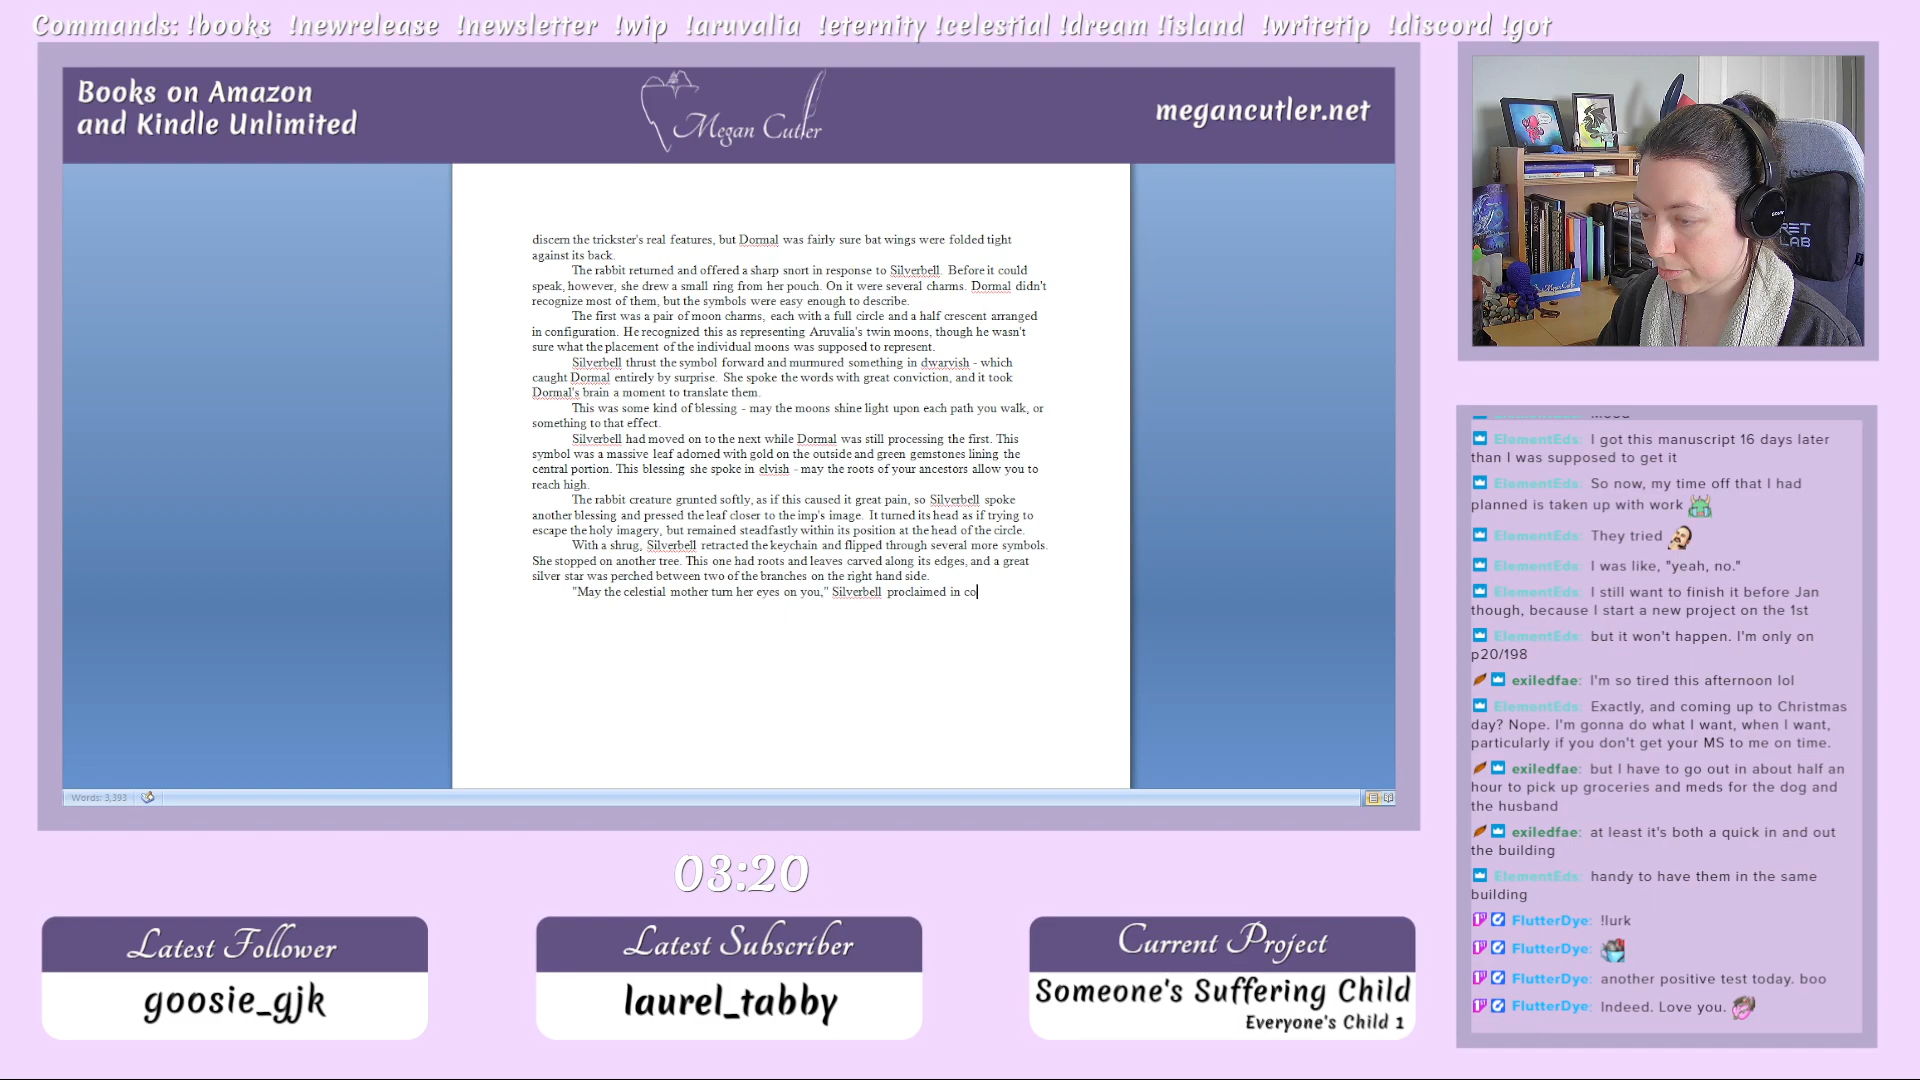 Commands: !books !newrelease !newsletter !wip !aruvalia !eternity !celestial !dream !island !writetip !discord !got
Books on Amazon
and Kindle Unlimited
Megan Cutler
megancutler.net
discern the trickster's real features, but Dormal was fairly sure bat wings were folded tight
against its back.
The rabbit returned and offered a sharp snort in response to Silverbell. Before it could
speak, however, she drew a small ring from her pouch. On it were several charms. Dormal didn't
recognize most of them, but the symbols were easy enough to describe.
The first was a pair of moon charms, each with a full circle and a half crescent arranged
in configuration. He recognized this as representing Aruvalia's twin moons, though he wasn't
sure what the placement of the individual moons was supposed to represent.
Silverbell thrust the symbol forward and murmured something in dwarvish - which
caught Dormal entirely by surprise. She spoke the words with great conviction, and it took
Dormal's brain a moment to translate them.
This was some kind of blessing - may the moons shine light upon each path you walk, or
something to that effect.
Silverbell had moved on to the next while Dormal was still processing the first. This
symbol was a massive leaf adorned with gold on the outside and green gemstones lining the
central portion. This blessing she spoke in elvish - may the roots of your ancestors allow you to
reach high.
The rabbit creature grunted softly, as if this caused it great pain, so Silverbell spoke
another blessing and pressed the leaf closer to the imp's image. It turned its head as if trying to
escape the holy imagery, but remained steadfastly within its position at the head of the circle.
With a shrug, Silverbell retracted the keychain and flipped through several more symbols.
She stopped on another tree. This one had roots and leaves carved along its edges, and a great
silver star was perched between two of the branches on the right hand side.
"May the celestial mother turn her eyes on you," Silverbell proclaimed in co
Words: 3,393
03:20
Latest Follower
goosie_gjk
Latest Subscriber
laurel_tabby
Current Project
Someone's Suffering Child
Everyone's Child 1
ElementEds: I got this manuscript 16 days later
than I was supposed to get it
ElementEds: So now, my time off that I had
planned is taken up with work
ElementEds: They tried
ElementEds: I was like, "yeah, no."
ElementEds: I still want to finish it before Jan
though, because I start a new project on the 1st
ElementEds: but it won't happen. I'm only on
p20/198
exiledfae: I'm so tired this afternoon lol
ElementEds: Exactly, and coming up to Christmas
day? Nope. I'm gonna do what I want, when I want,
particularly if you don't get your MS to me on time.
exiledfae: but I have to go out in about half an
hour to pick up groceries and meds for the dog and
the husband
exiledfae: at least it's both a quick in and out
the building
ElementEds: handy to have them in the same
building
FlutterDye: !lurk
FlutterDye:
FlutterDye: another positive test today. boo
FlutterDye: Indeed. Love you.